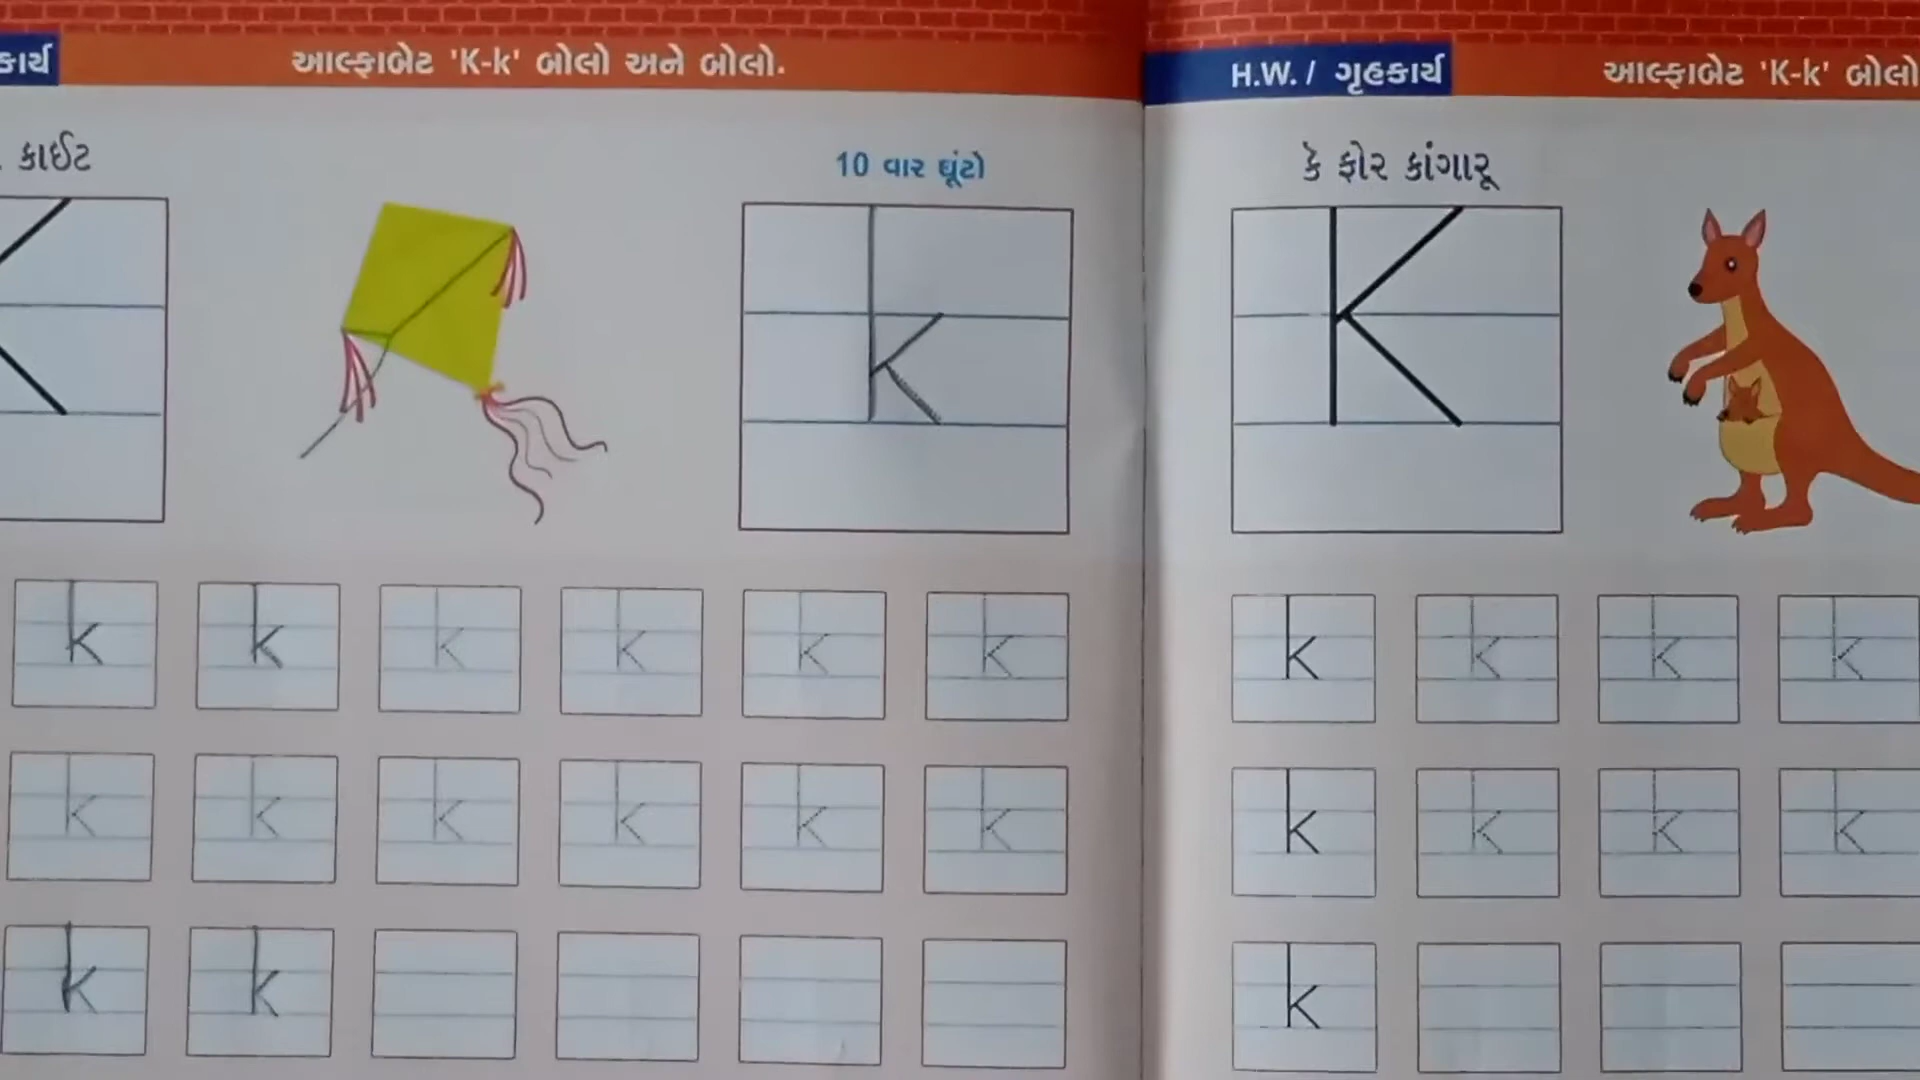 કાર્ય
આલ્ફાબેટ 'K-k' બોલો અને બોલો.
કાઈટ
10 વાર ઘૂંટો
K
k
k k k k k k
k k k k k k
k k
H.W. / ગૃહકાર્ય
આલ્ફાબેટ 'K-k' બોલો
કે ફોર કાંગારૂ
K
k k k k
k k k k
k